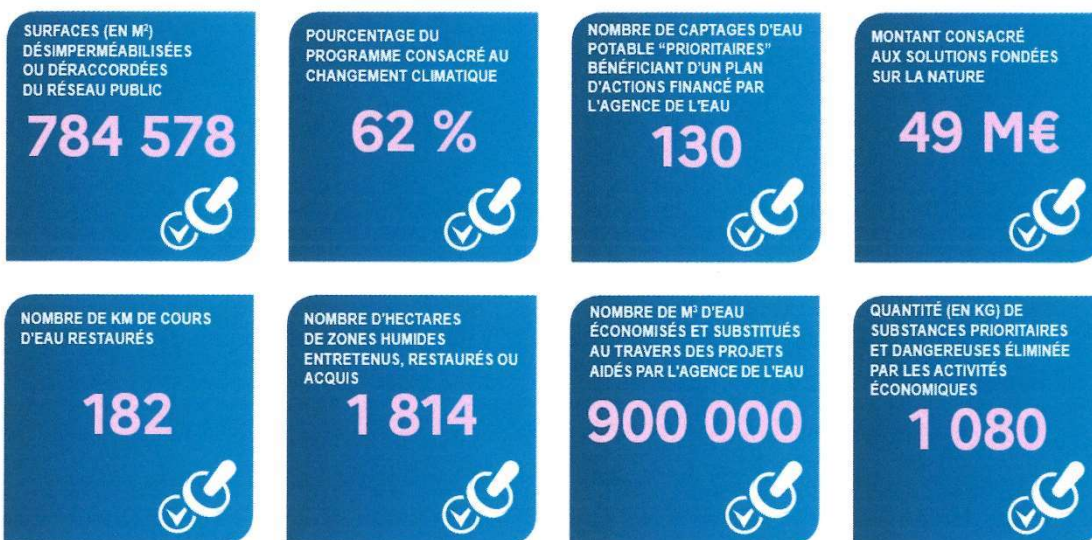 SURFACES (EN M²)
DÉSIMPERMÉABILISÉES
OU DÉRACCORDÉES
DU RÉSEAU PUBLIC
784 578
POURCENTAGE DU
PROGRAMME CONSACRÉ AU
CHANGEMENT CLIMATIQUE
62 %
NOMBRE DE CAPTAGES D'EAU
POTABLE “PRIORITAIRES”
BÉNÉFICIANT D'UN PLAN
D'ACTIONS FINANCÉ PAR
L'AGENCE DE L'EAU
130
MONTANT CONSACRÉ
AUX SOLUTIONS FONDÉES
SUR LA NATURE
49 M€
NOMBRE DE KM DE COURS
D'EAU RESTAURÉS
182
NOMBRE D'HECTARES
DE ZONES HUMIDES
ENTRETENUS, RESTAURÉS OU
ACQUIS
1 814
NOMBRE DE M³ D'EAU
ÉCONOMISÉS ET SUBSTITUÉS
AU TRAVERS DES PROJETS
AIDÉS PAR L'AGENCE DE L'EAU
900 000
QUANTITÉ (EN KG) DE
SUBSTANCES PRIORITAIRES
ET DANGEREUSES ÉLIMINÉE
PAR LES ACTIVITÉS
ÉCONOMIQUES
1 080